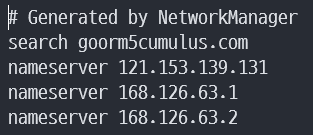 # Generated by NetworkManager
search goorm5cumulus.com
nameserver 121.153.139.131
nameserver 168.126.63.1
nameserver 168.126.63.2